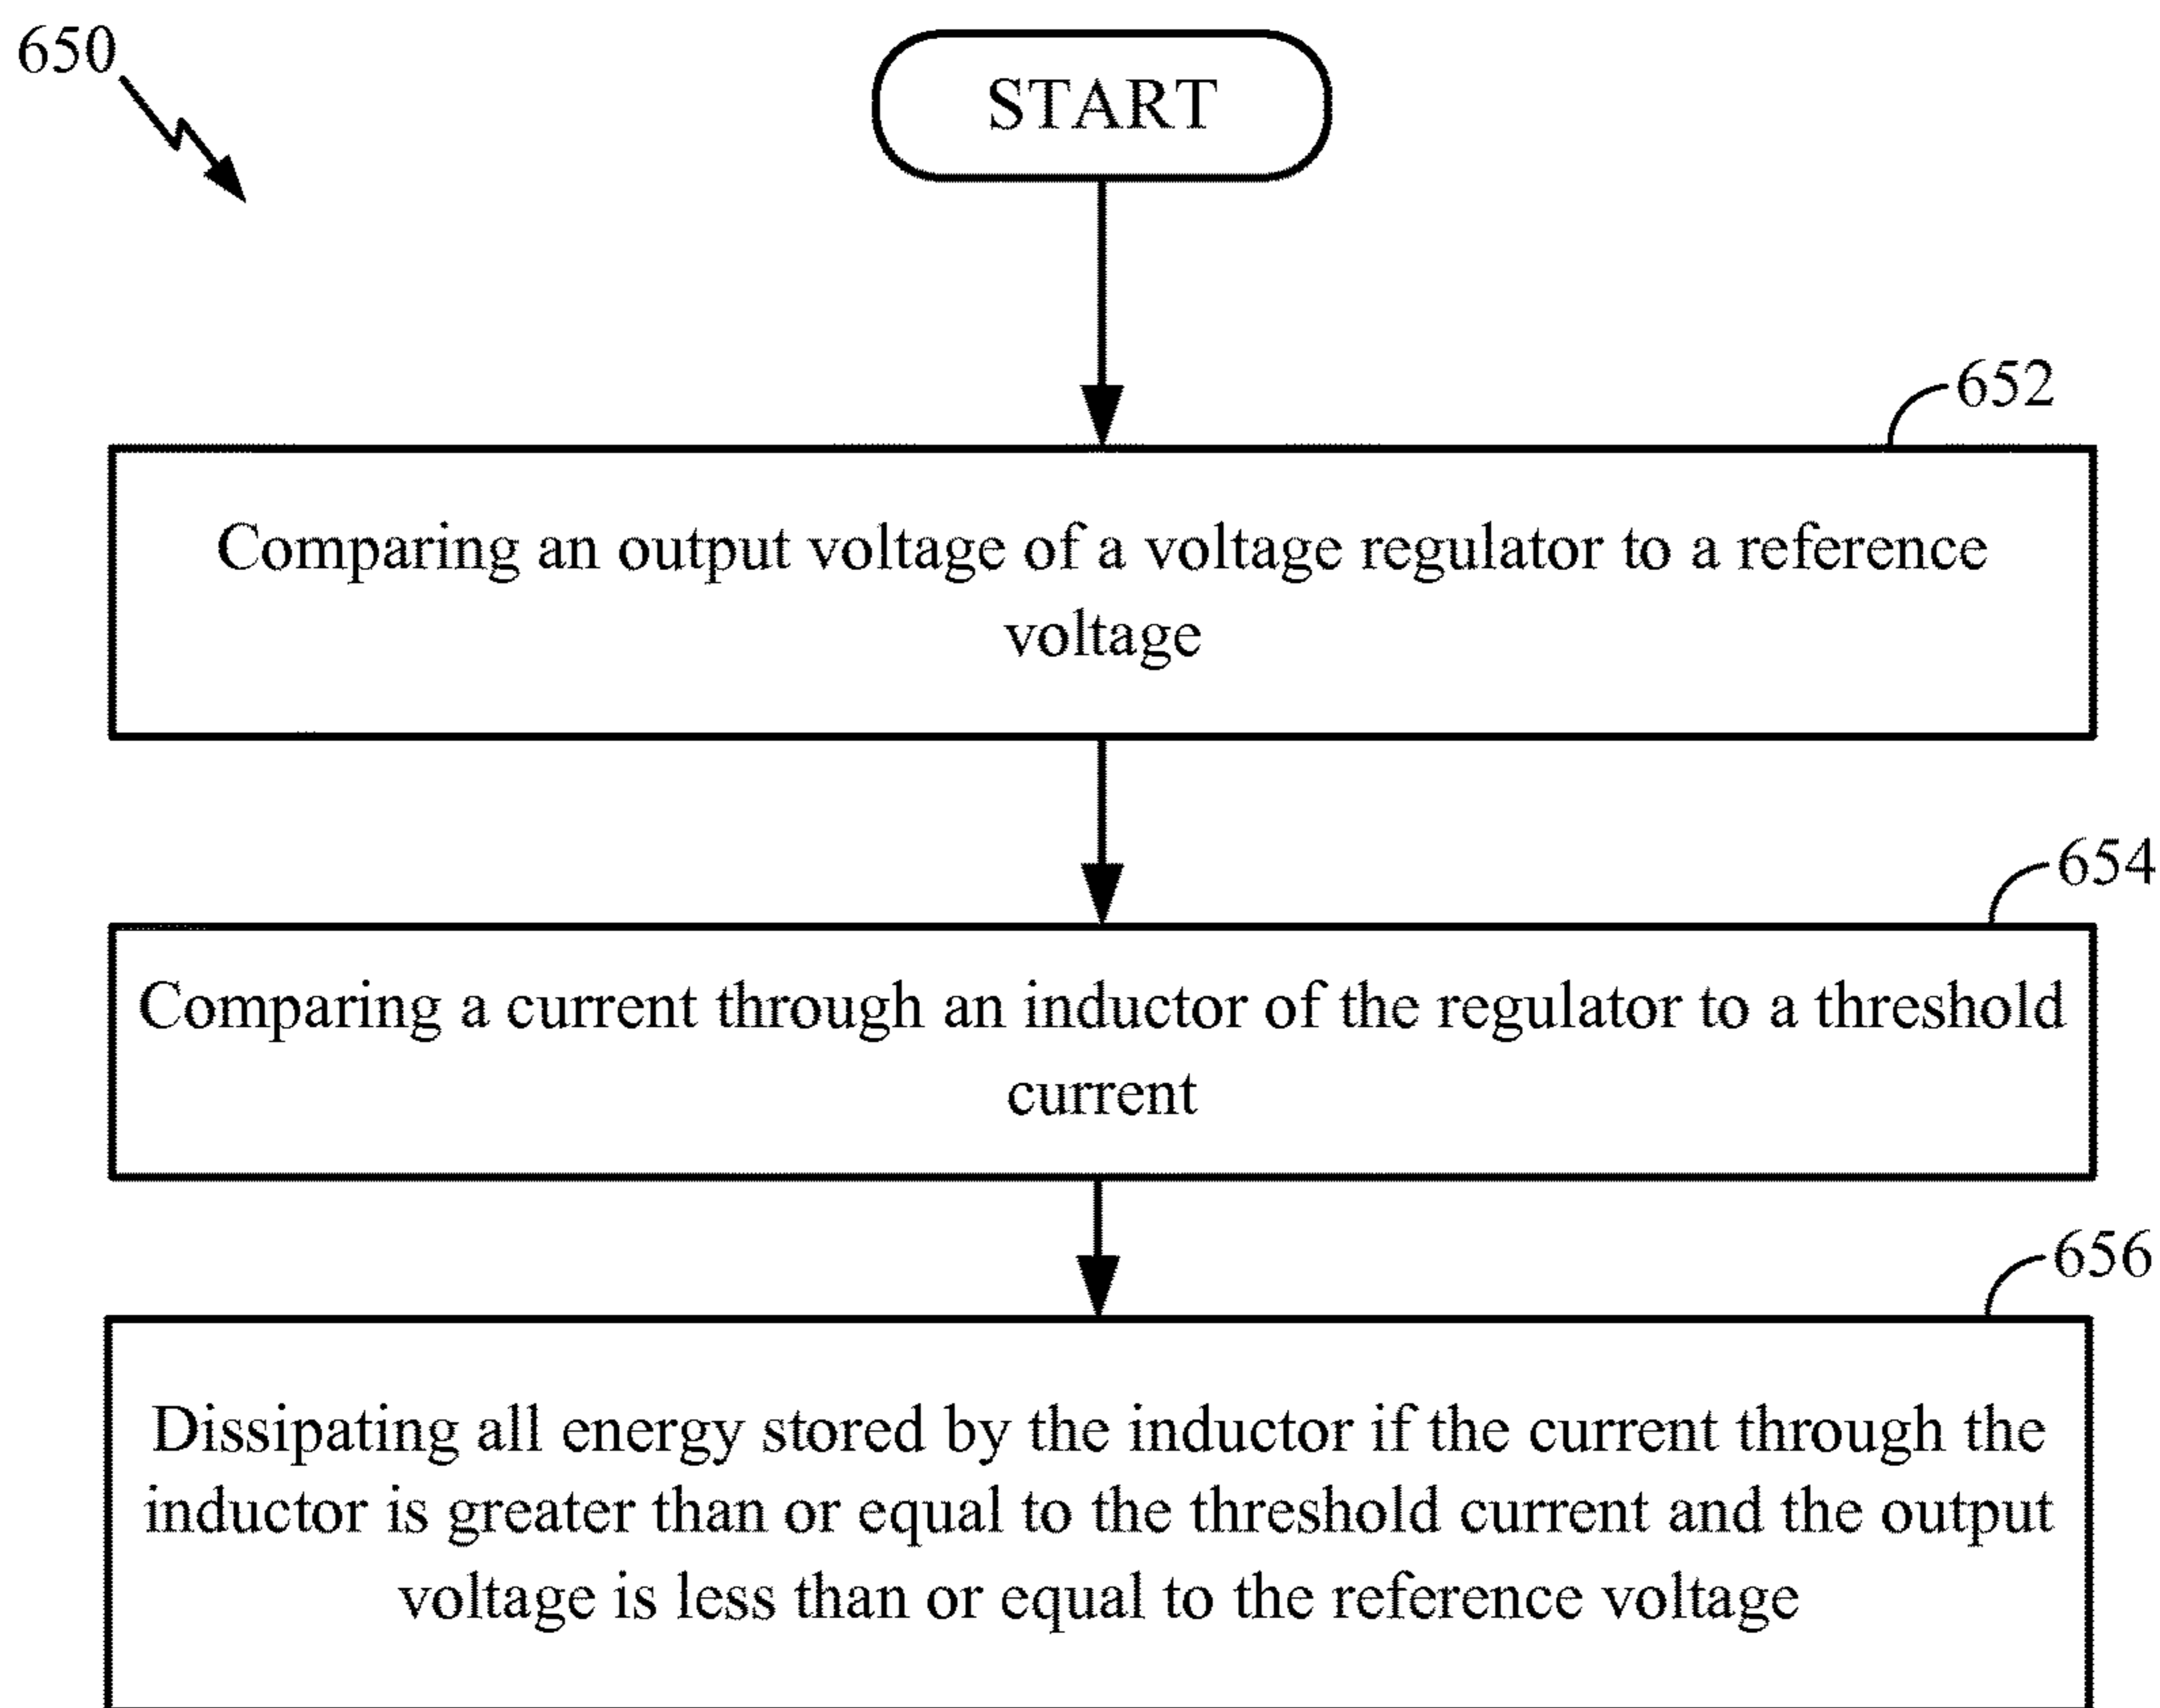 650
START
652
Comparing an output voltage of a voltage regulator to a reference
voltage
654
Comparing a current through an inductor of the regulator to a threshold
current
656
Dissipating all energy stored by the inductor if the current through the
inductor is greater than or equal to the threshold current and the output
voltage is less than or equal to the reference voltage